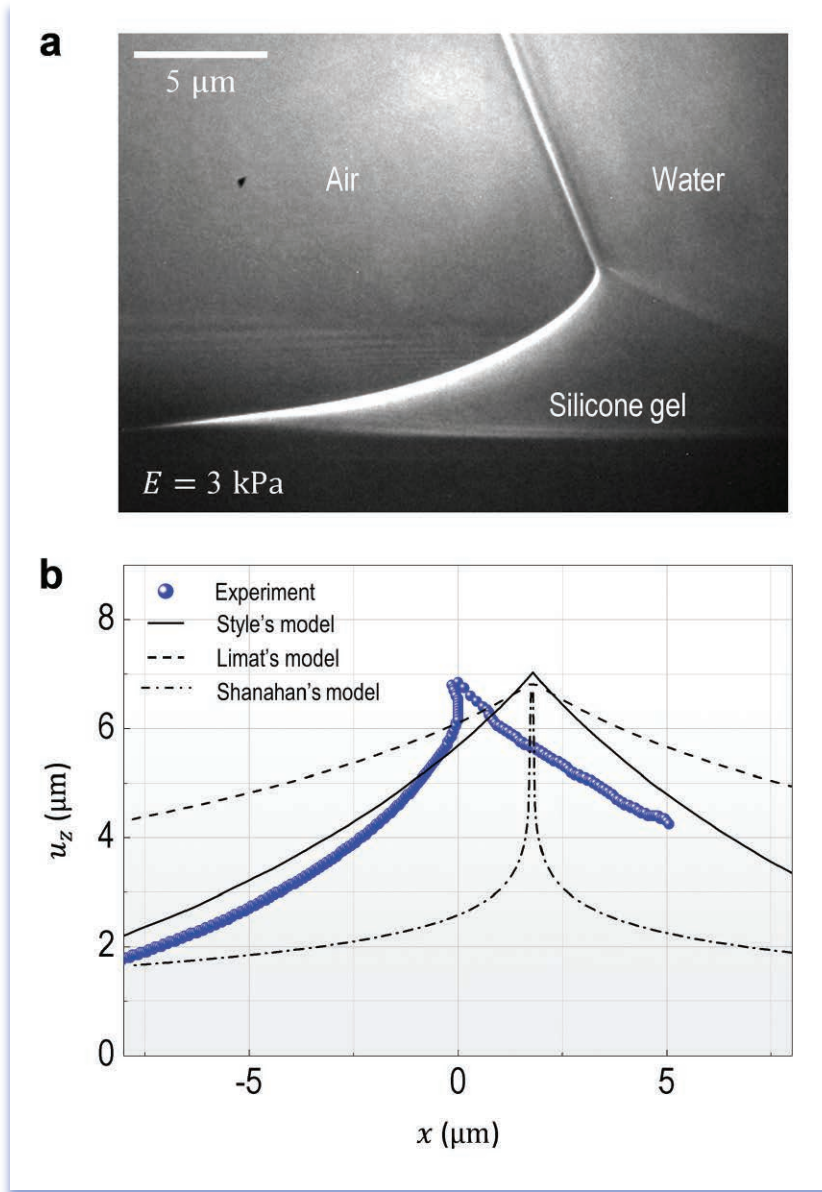 a
5 μm
Air
Water
Silicone gel
E = 3 kPa
b
Experiment
Style's model
Limat's model
Shanahan's model
8
6
4
2
0
u_z (μm)
-5
0
5
x (μm)